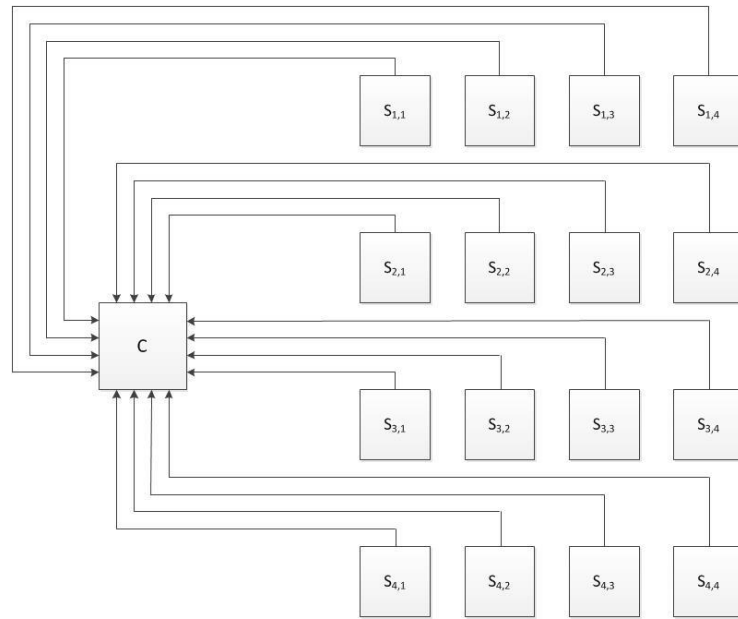 S1,1 S1,2 S1,3 S1,4
S2,1 S2,2 S2,3 S2,4
C
S3,1 S3,2 S3,3 S3,4
S4,1 S4,2 S4,3 S4,4